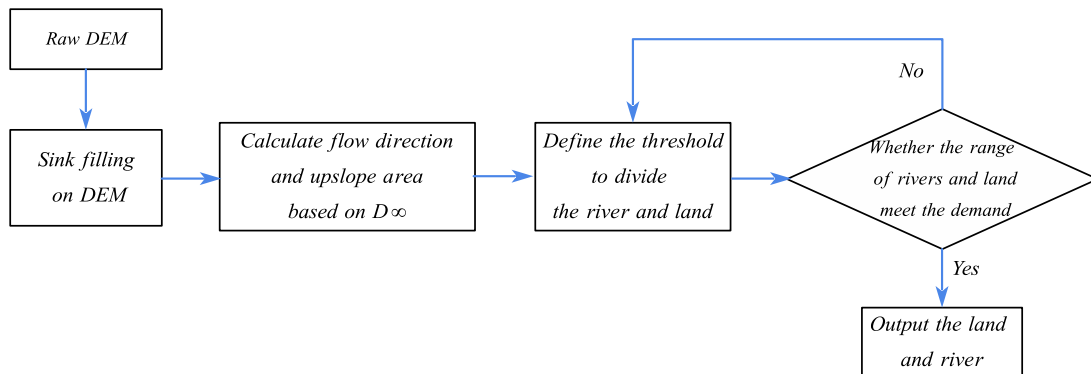 Raw DEM
Sink filling
on DEM
Calculate flow direction
and upslope area
based on D∞
Define the threshold
to divide
the river and land
No
Whether the range
of rivers and land
meet the demand
Yes
Output the land
and river